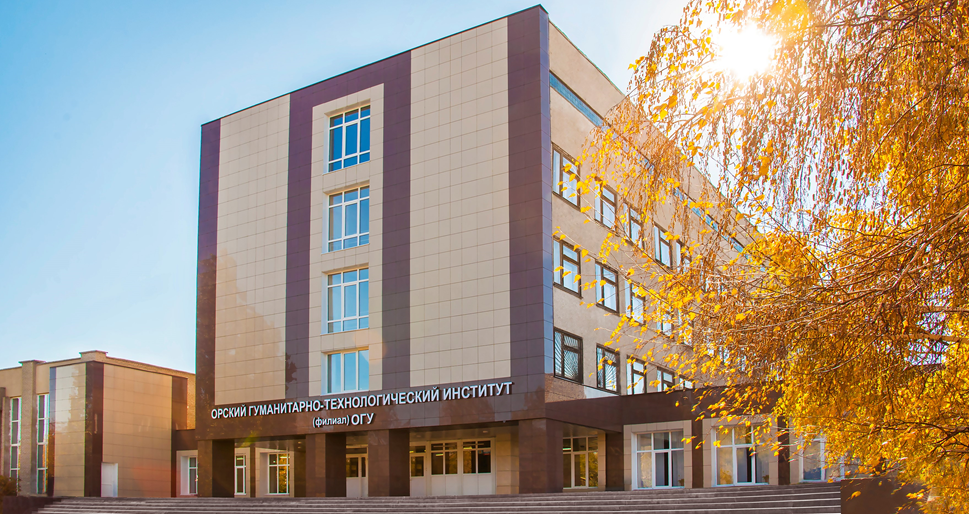 ОРСКИЙ ГУМАНИТАРНО-ТЕХНОЛОГИЧЕСКИЙ ИНСТИТУТ
(филиал) ОГУ